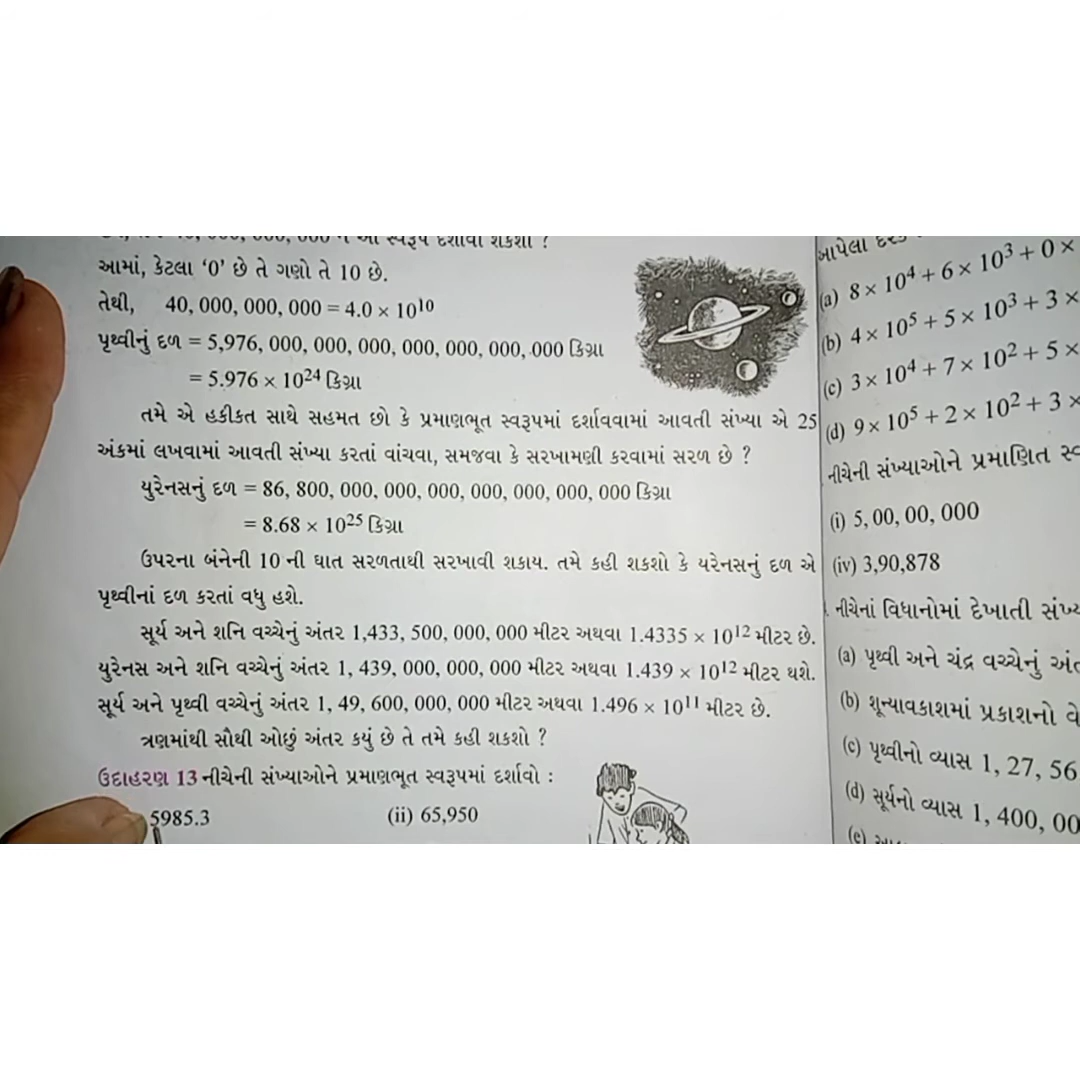 સ્વરૂપ દર્શાવી શકશો ?
આમાં, કેટલા ‘0’ છે તે ગણો તે 10 છે.
તેથી, 40, 000, 000, 000 = 4.0 × 10¹⁰
પૃથ્વીનું દળ = 5,976, 000, 000, 000, 000, 000, 000, 000 કિગ્રા
= 5.976 × 10²⁴ કિગ્રા
તમે એ હકીકત સાથે સહમત છો કે પ્રમાણભૂત સ્વરૂપમાં દર્શાવવામાં આવતી સંખ્યા એ 25
અંકમાં લખવામાં આવતી સંખ્યા કરતાં વાંચવા, સમજવા કે સરખામણી કરવામાં સરળ છે ?
યુરેનસનું દળ = 86, 800, 000, 000, 000, 000, 000, 000, 000 કિગ્રા
= 8.68 × 10²⁵ કિગ્રા
ઉપરના બંનેની 10 ની ઘાત સરળતાથી સરખાવી શકાય. તમે કહી શકશો કે યરેનસનું દળ એ
પૃથ્વીનાં દળ કરતાં વધુ હશે.
સૂર્ય અને શનિ વચ્ચેનું અંતર 1,433, 500, 000, 000 મીટર અથવા 1.4335 × 10¹² મીટર છે.
યુરેનસ અને શનિ વચ્ચેનું અંતર 1, 439, 000, 000, 000 મીટર અથવા 1.439 × 10¹² મીટર થશે.
સૂર્ય અને પૃથ્વી વચ્ચેનું અંતર 1, 49, 600, 000, 000 મીટર અથવા 1.496 × 10¹¹ મીટર છે.
ત્રણમાંથી સૌથી ઓછું અંતર કયું છે તે તમે કહી શકશો ?
ઉદાહરણ 13 નીચેની સંખ્યાઓને પ્રમાણભૂત સ્વરૂપમાં દર્શાવો :
5985.3 (ii) 65,950
આપેલા
(a) 8 × 10⁴ + 6 × 10³ + 0 ×
(b) 4 × 10⁵ + 5 × 10³ + 3 ×
(c) 3 × 10⁴ + 7 × 10² + 5 ×
(d) 9 × 10⁵ + 2 × 10² + 3 ×
નીચેની સંખ્યાઓને પ્રમાણિત
(i) 5, 00, 00, 000
(iv) 3,90,878
નીચેનાં વિધાનોમાં દેખાતી
(a) પૃથ્વી અને ચંદ્ર વચ્ચેનું
(b) શૂન્યાવકાશમાં પ્રકાશનો
(c) પૃથ્વીનો વ્યાસ 1, 27, 56
(d) સૂર્યનો વ્યાસ 1, 400, 00
(e)